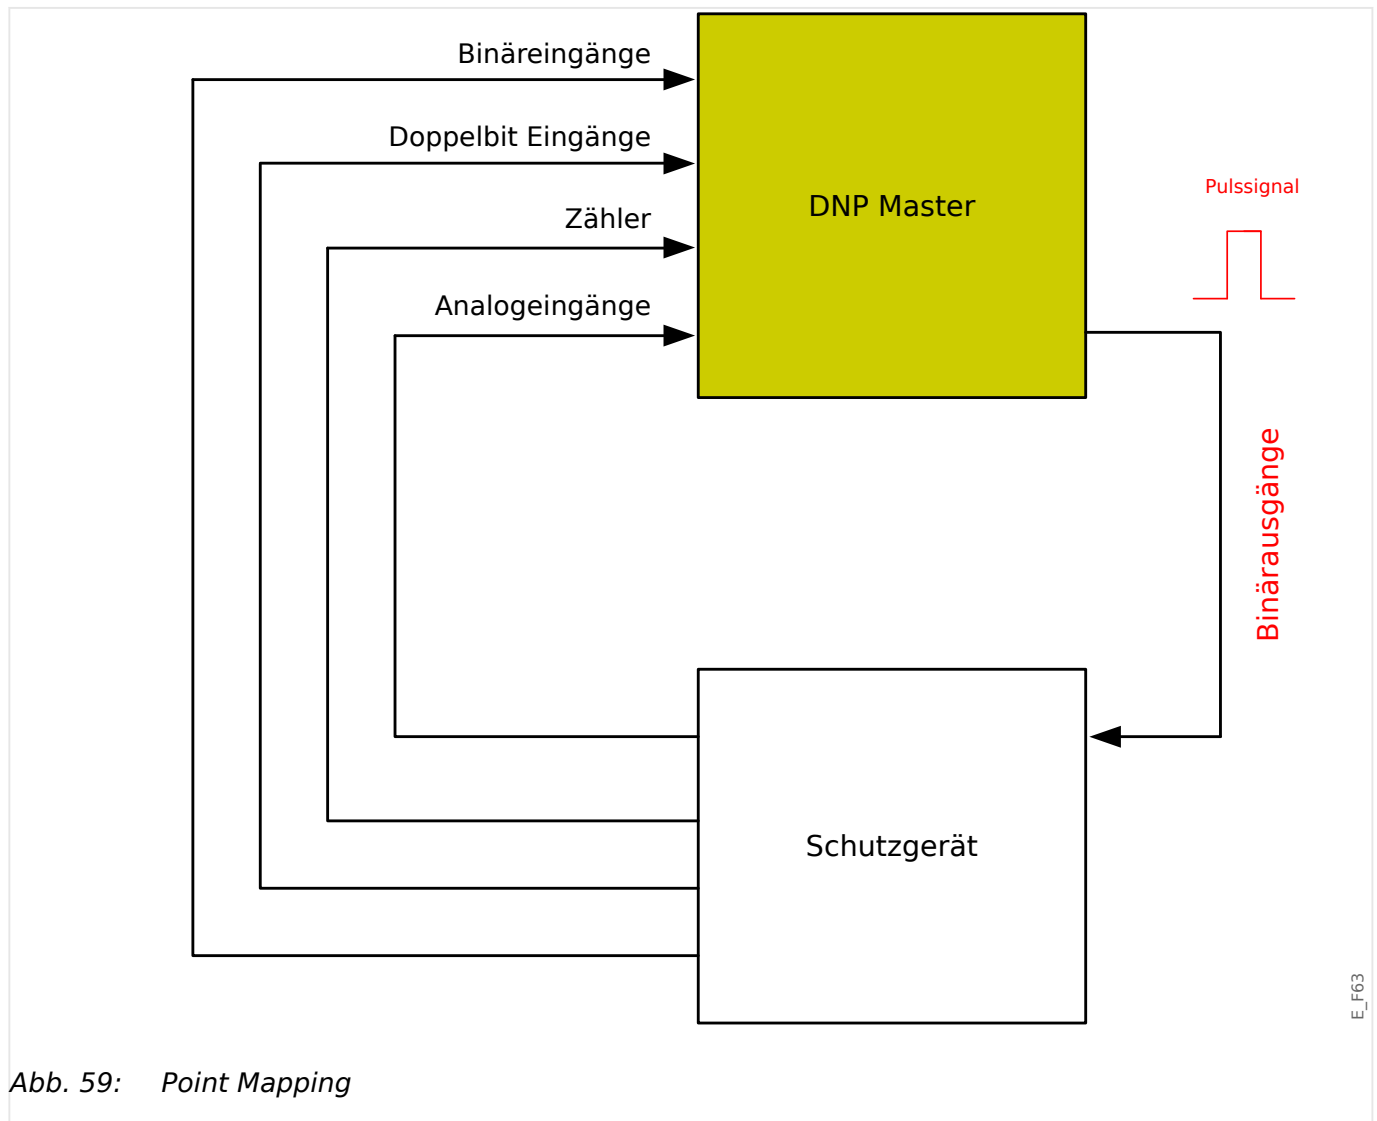 Binäreingänge
Doppelbit Eingänge
Zähler
Analogeingänge
DNP Master
Pulssignal
Binärausgänge
Schutzgerät
E_F63
Abb. 59: Point Mapping